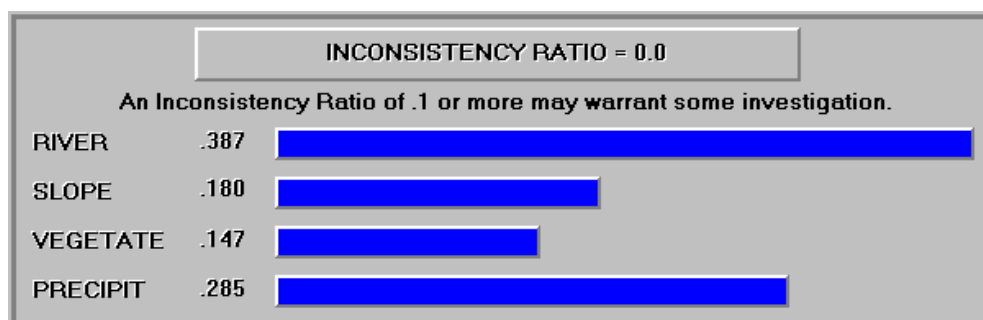 INCONSISTENCY RATIO = 0.0
An Inconsistency Ratio of .1 or more may warrant some investigation.
RIVER .387
SLOPE .180
VEGETATE .147
PRECIPIT .285